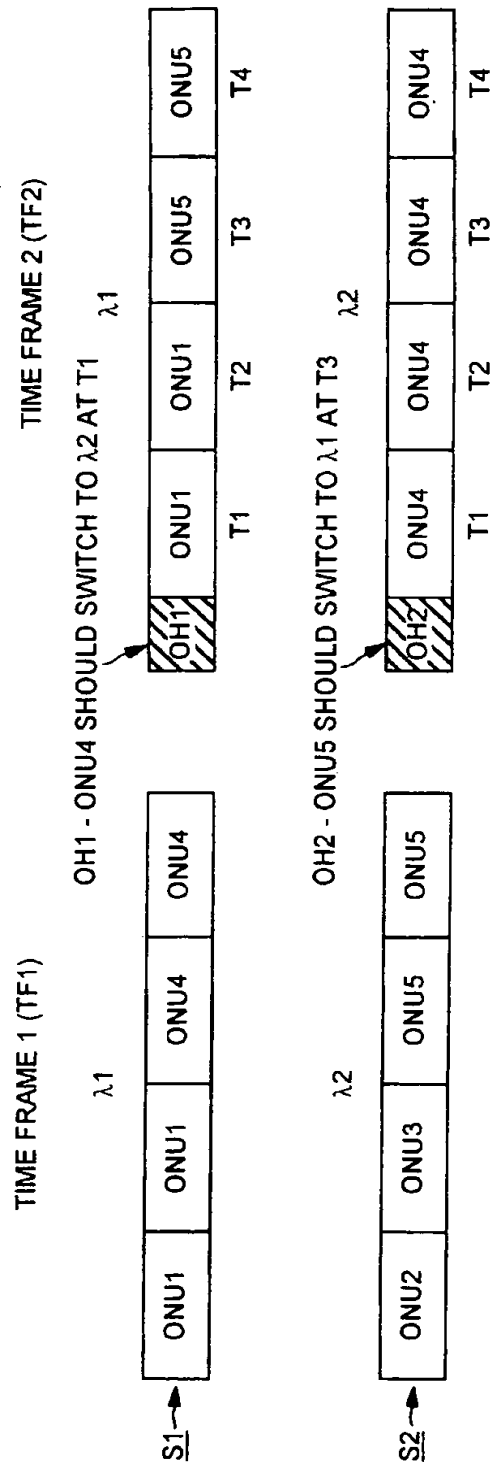 TIME FRAME 1 (TF1)
TIME FRAME 2 (TF2)
OH1 - ONU4 SHOULD SWITCH TO λ2 AT T1
λ1
λ1
S1
ONU1
ONU1
ONU4
ONU4
OH1
ONU1
ONU1
ONU5
ONU5
T1
T2
T3
T4
OH2 - ONU5 SHOULD SWITCH TO λ1 AT T3
λ2
λ2
S2
ONU2
ONU3
ONU5
ONU5
OH2
ONU4
ONU4
ONU4
ONU4
T1
T2
T3
T4